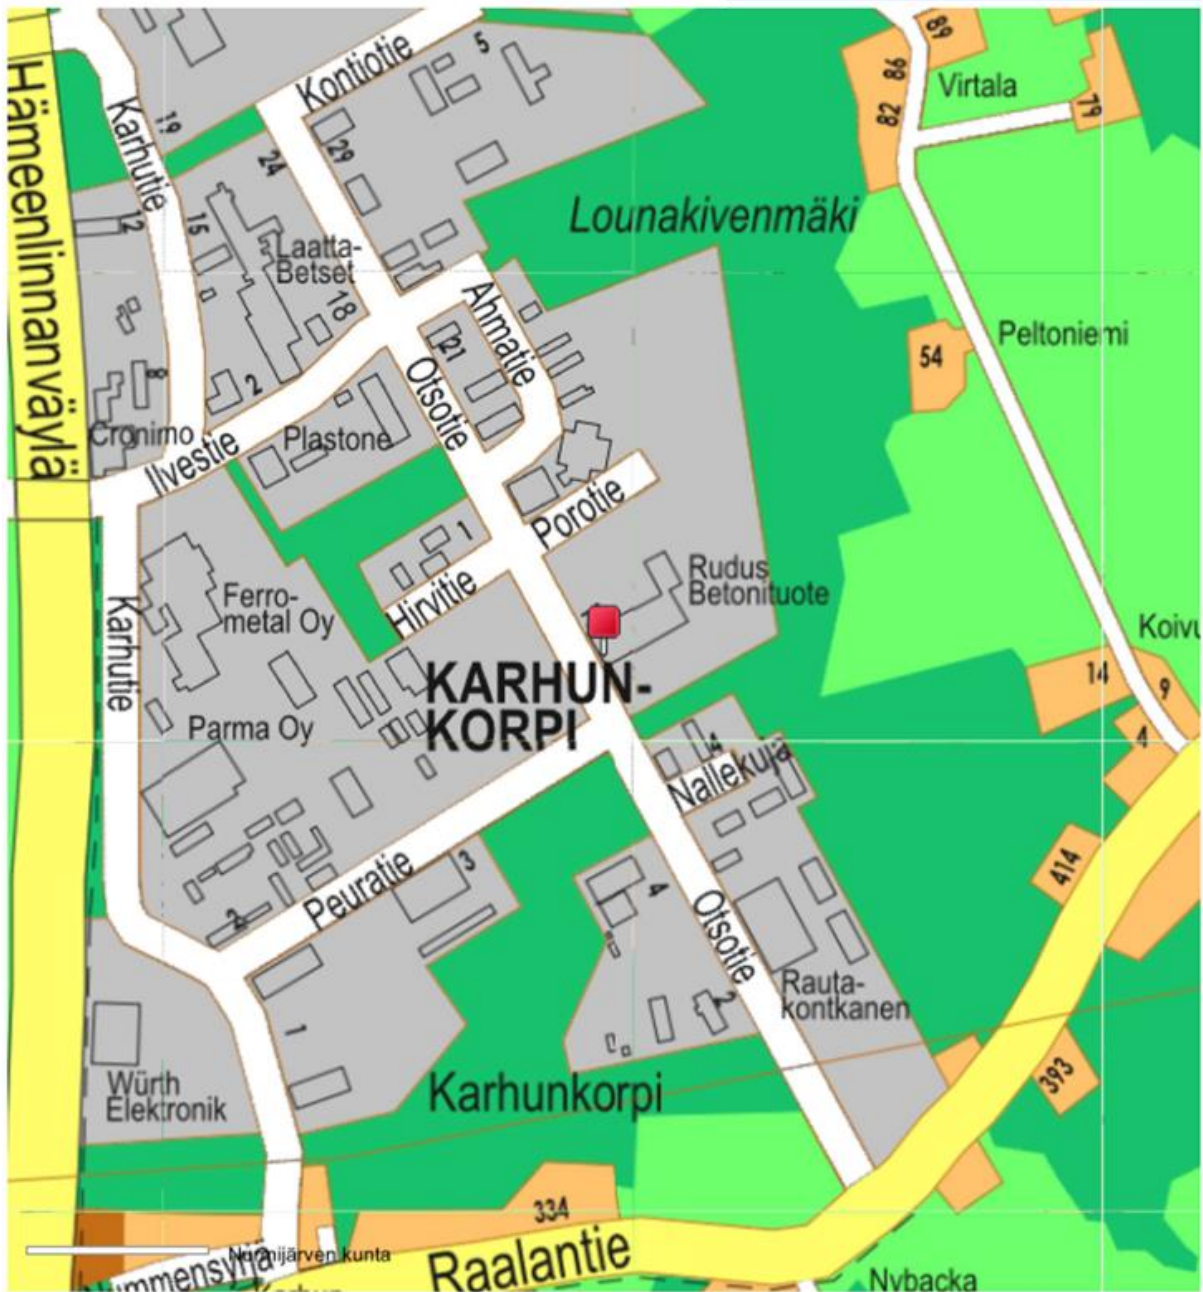 89
Kontiotie
5
86
Virtala
Hämeenlinnanväylä
Karhutie
19
82
79
29
24
12
15
Lounakivenmäki
Laatta-
Betset
18
Ahmatie
Peltoniemi
21
54
8
2
Otsotie
Cronimo
Plastone
Ilvestie
Porotie
1
Rudus
Betonituote
Hirvitie
Ferro-
metal Oy
Karhutie
KARHUN-
KORPI
14
9
Parma Oy
4
4
Nallekuja
3
414
Peuratie
4
2
Otsotie
Rauta-
kontkanen
2
1
393
Würth
Elektronik
Karhunkorpi
334
Nurmijärven kunta
Raalantie
Nybacka